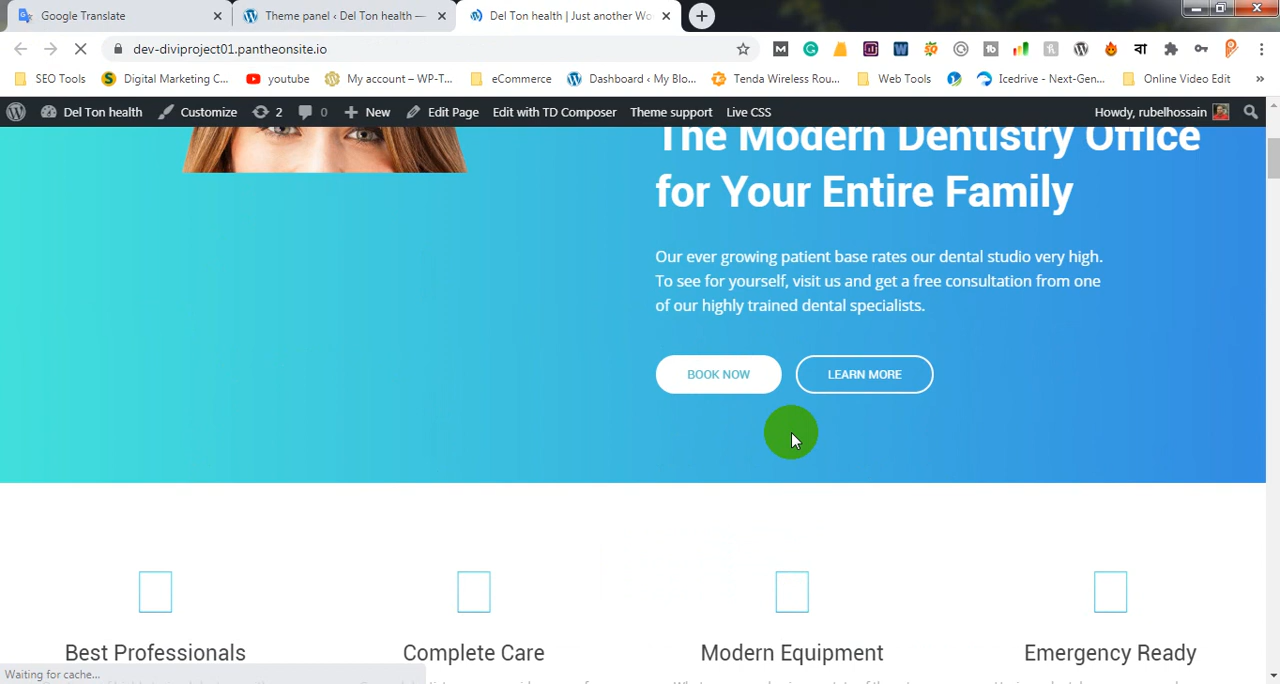 Google Translate
Theme panel ‹ Del Ton health —
Del Ton health | Just another Wo
dev-diviproject01.pantheonsite.io
SEO Tools
Digital Marketing C...
youtube
My account – WP-T...
eCommerce
Dashboard ‹ My Blo...
Tenda Wireless Rou...
Web Tools
Icedrive - Next-Gen...
Online Video Edit
»
Del Ton health
Customize
2
0
New
Edit Page
Edit with TD Composer
Theme support
Live CSS
Howdy, rubelhossain
The Modern Dentistry Office
for Your Entire Family
Our ever growing patient base rates our dental studio very high.
To see for yourself, visit us and get a free consultation from one
of our highly trained dental specialists.
BOOK NOW
LEARN MORE
Best Professionals
Complete Care
Modern Equipment
Emergency Ready
Waiting for cache...